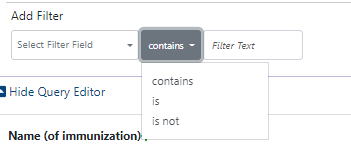 Add Filter
Select Filter Field contains Filter Text
contains
is
is not
Hide Query Editor
Name (of immunization)